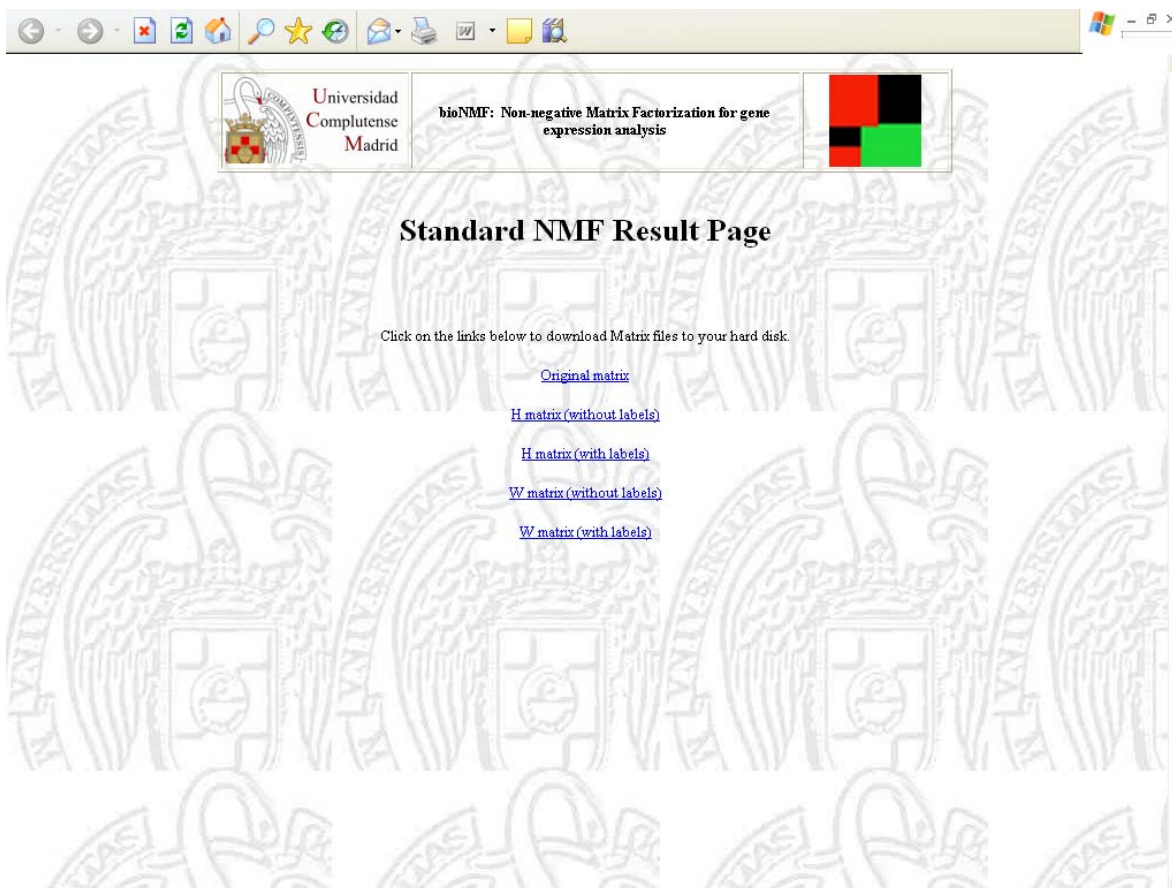 Universidad
Complutense
Madrid
bioNMF: Non-negative Matrix Factorization for gene
expression analysis
Standard NMF Result Page
Click on the links below to download Matrix files to your hard disk.
Original matrix
H matrix (without labels)
H matrix (with labels)
W matrix (without labels)
W matrix (with labels)